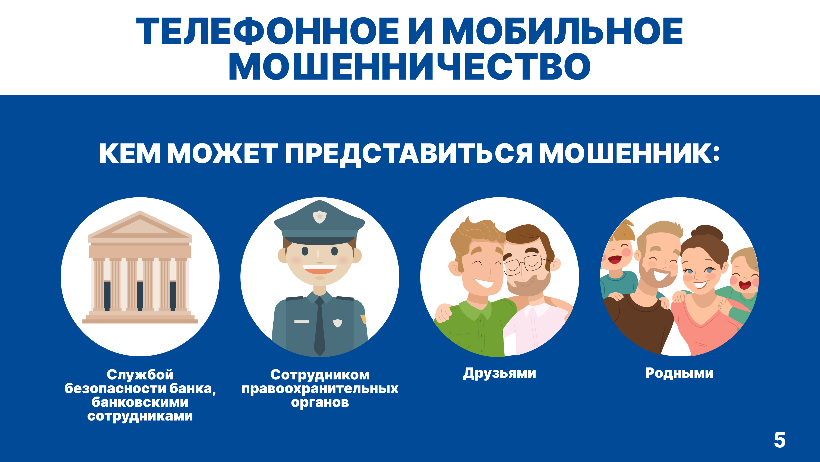 ТЕЛЕФОННОЕ И МОБИЛЬНОЕ
МОШЕННИЧЕСТВО
КЕМ МОЖЕТ ПРЕДСТАВИТЬСЯ МОШЕННИК:
Службой
безопасности банка,
банковскими
сотрудниками
Сотрудником
правоохранительных
органов
Друзьями
Родными
5